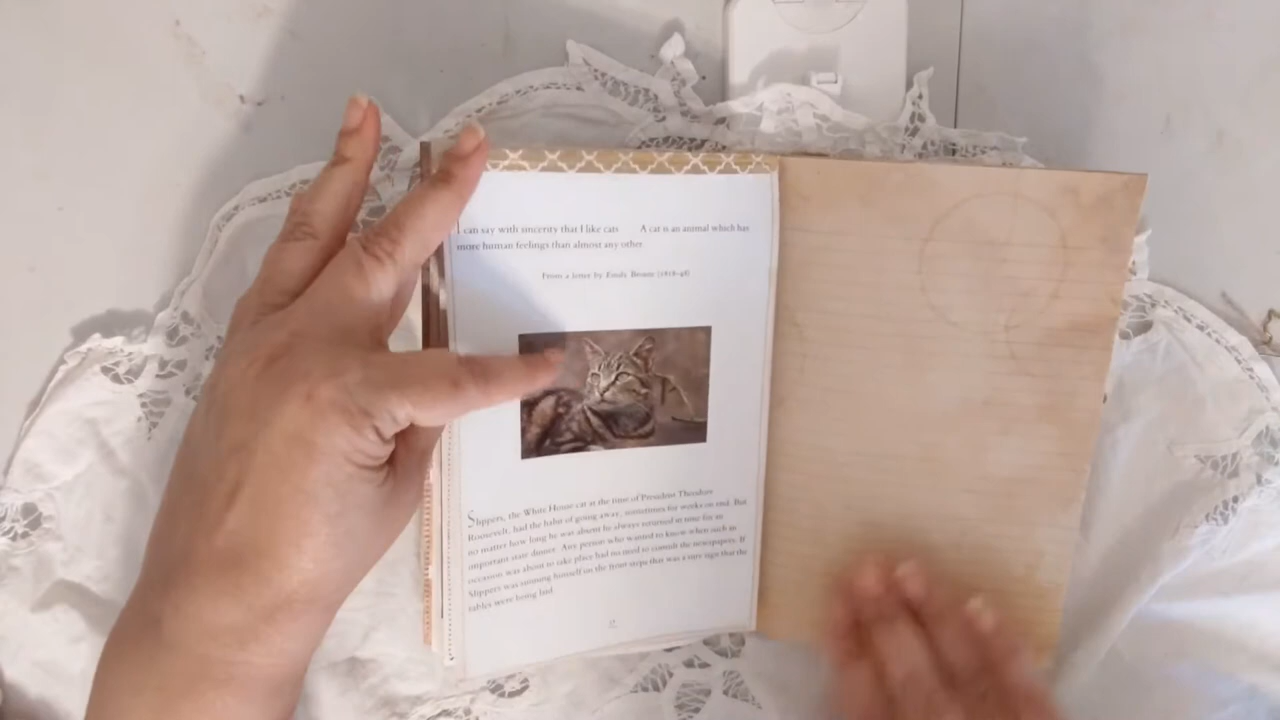 I can say with sincerity that I like cats A cat is an animal which has
more human feelings than almost any other.
From a letter by Emily Bronte (1818-48)
Slippers, the White House cat at the time of President Theodore
Roosevelt, had the habit of going away, sometimes for weeks on end. But
no matter how long he was absent he always returned in time for an
important state dinner. Any person who wanted to know when such an
occasion was about to take place had no need to consult the newspapers. If
Slippers was sunning himself on the front steps that was a sure sign that the
tables were being laid